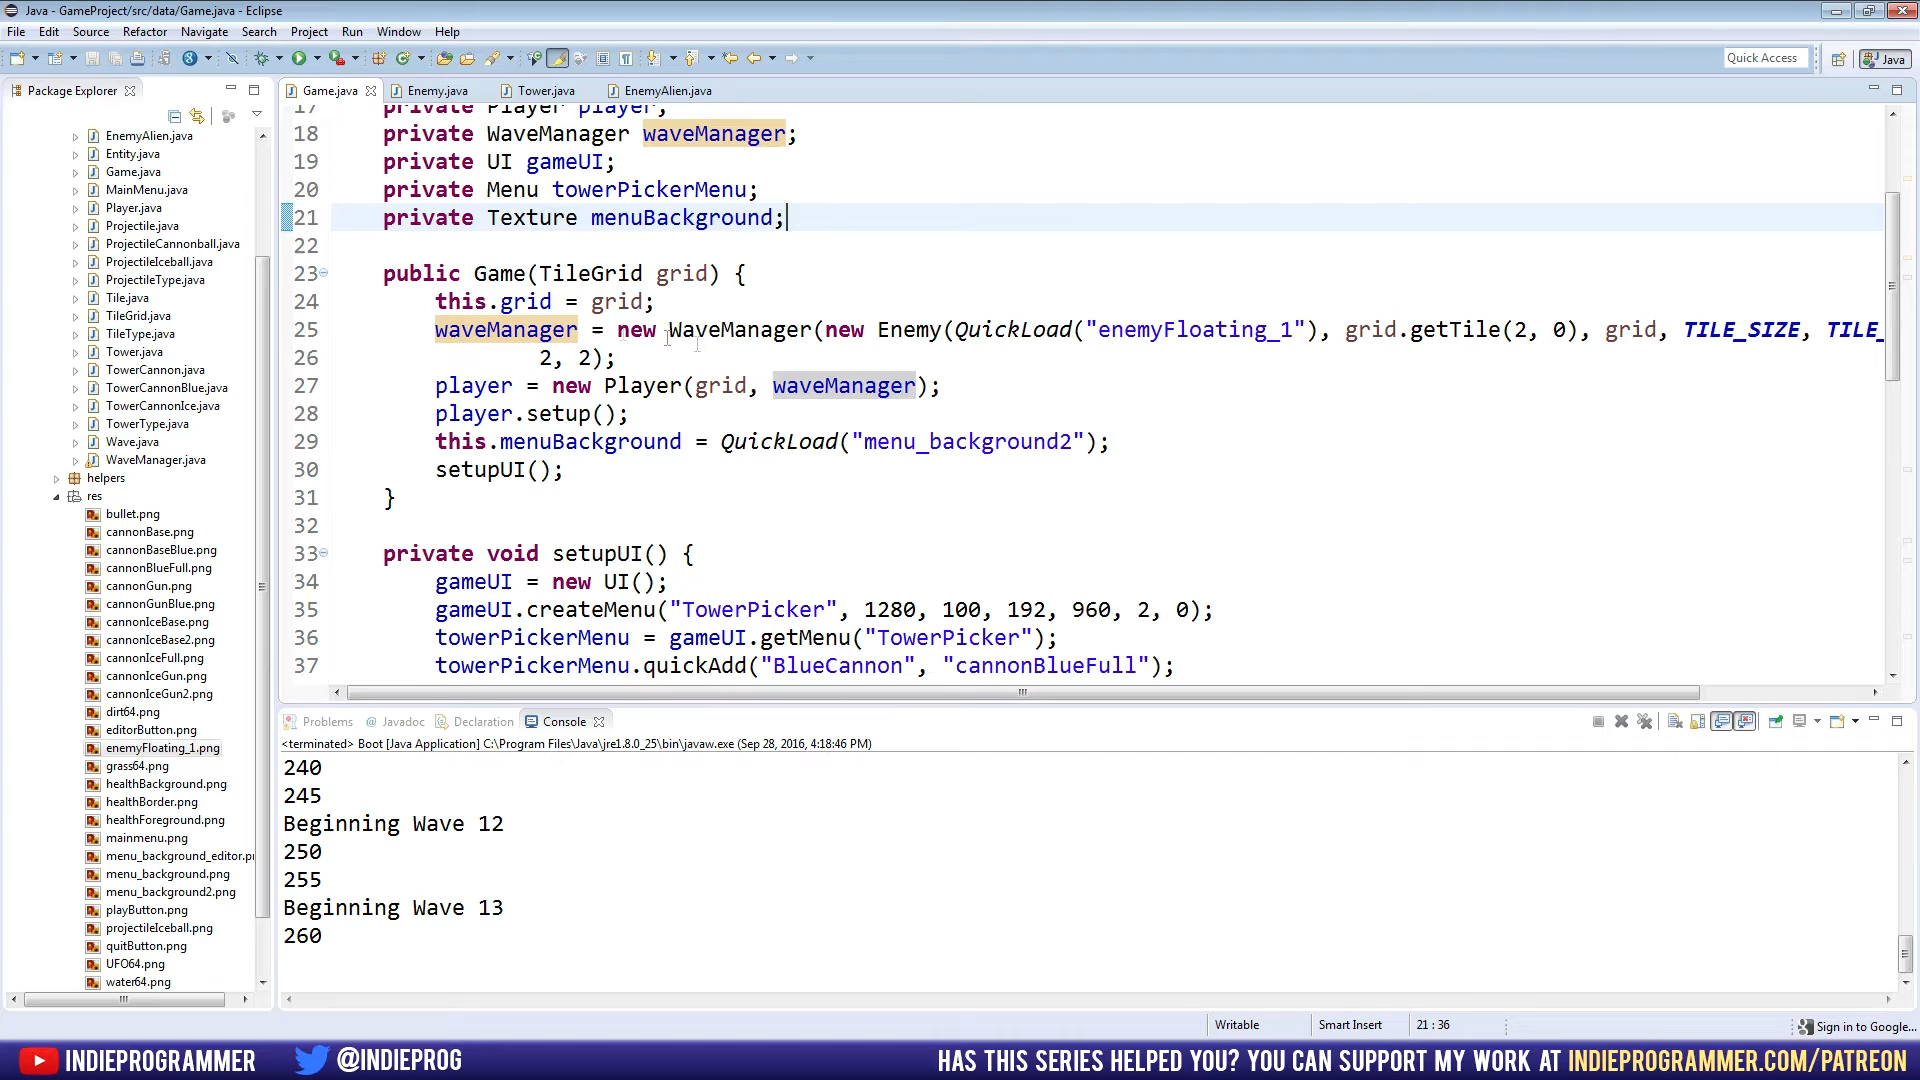 Java - GameProject/src/data/Game.java - Eclipse
File Edit Source Refactor Navigate Search Project Run Window Help
Quick Access Java
Package Explorer
Game.java Enemy.java Tower.java EnemyAlien.java
EnemyAlien.java
Entity.java
Game.java
MainMenu.java
Player.java
Projectile.java
ProjectileCannonball.java
ProjectileIceball.java
ProjectileType.java
Tile.java
TileGrid.java
TileType.java
Tower.java
TowerCannon.java
TowerCannonBlue.java
TowerCannonIce.java
TowerType.java
Wave.java
WaveManager.java
helpers
res
bullet.png
cannonBase.png
cannonBaseBlue.png
cannonBlueFull.png
cannonGun.png
cannonGunBlue.png
cannonIceBase.png
cannonIceBase2.png
cannonIceFull.png
cannonIceGun.png
cannonIceGun2.png
dirt64.png
editorButton.png
enemyFloating_1.png
grass64.png
healthBackground.png
healthBorder.png
healthForeground.png
mainmenu.png
menu_background_editor.p
menu_background.png
menu_background2.png
playButton.png
projectileIceball.png
quitButton.png
UFO64.png
water64.png
17 private Player player;
18 private WaveManager waveManager;
19 private UI gameUI;
20 private Menu towerPickerMenu;
21 private Texture menuBackground;
22
23 public Game(TileGrid grid) {
24 this.grid = grid;
25 waveManager = new WaveManager(new Enemy(QuickLoad("enemyFloating_1"), grid.getTile(2, 0), grid, TILE_SIZE, TILE_
26 2, 2);
27 player = new Player(grid, waveManager);
28 player.setup();
29 this.menuBackground = QuickLoad("menu_background2");
30 setupUI();
31 }
32
33 private void setupUI() {
34 gameUI = new UI();
35 gameUI.createMenu("TowerPicker", 1280, 100, 192, 960, 2, 0);
36 towerPickerMenu = gameUI.getMenu("TowerPicker");
37 towerPickerMenu.quickAdd("BlueCannon", "cannonBlueFull");
Problems Javadoc Declaration Console
<terminated> Boot [Java Application] C:\Program Files\Java\jre1.8.0_25\bin\javaw.exe (Sep 28, 2016, 4:18:46 PM)
240
245
Beginning Wave 12
250
255
Beginning Wave 13
260
Writable Smart Insert 21 : 36 Sign in to Google...
INDIEPROGRAMMER @INDIEPROG HAS THIS SERIES HELPED YOU? YOU CAN SUPPORT MY WORK AT INDIEPROGRAMMER.COM/PATREON